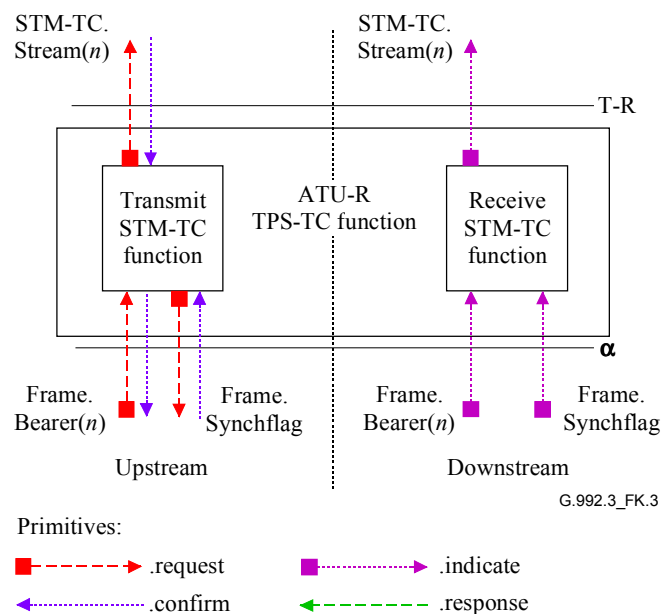 STM-TC.
Stream(n)
STM-TC.
Stream(n)
T-R
Transmit
STM-TC
function
ATU-R
TPS-TC function
Receive
STM-TC
function
α
Frame.
Bearer(n)
Frame.
Synchflag
Frame.
Bearer(n)
Frame.
Synchflag
Upstream
Downstream
G.992.3_FK.3
Primitives:
.request
.indicate
.confirm
.response